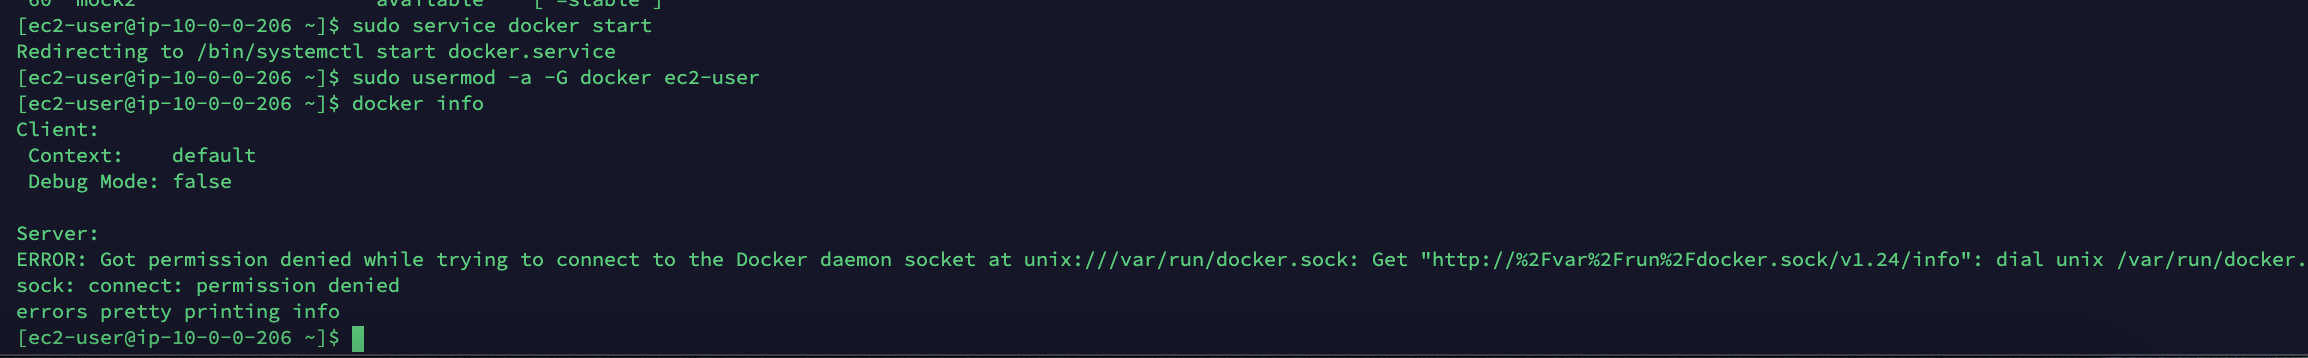 60  mock2                    available    [ =stable ]
[ec2-user@ip-10-0-0-206 ~]$ sudo service docker start
Redirecting to /bin/systemctl start docker.service
[ec2-user@ip-10-0-0-206 ~]$ sudo usermod -a -G docker ec2-user
[ec2-user@ip-10-0-0-206 ~]$ docker info
Client:
 Context:    default
 Debug Mode: false
Server:
ERROR: Got permission denied while trying to connect to the Docker daemon socket at unix:///var/run/docker.sock: Get "http://%2Fvar%2Frun%2Fdocker.sock/v1.24/info": dial unix /var/run/docker.
sock: connect: permission denied
errors pretty printing info
[ec2-user@ip-10-0-0-206 ~]$